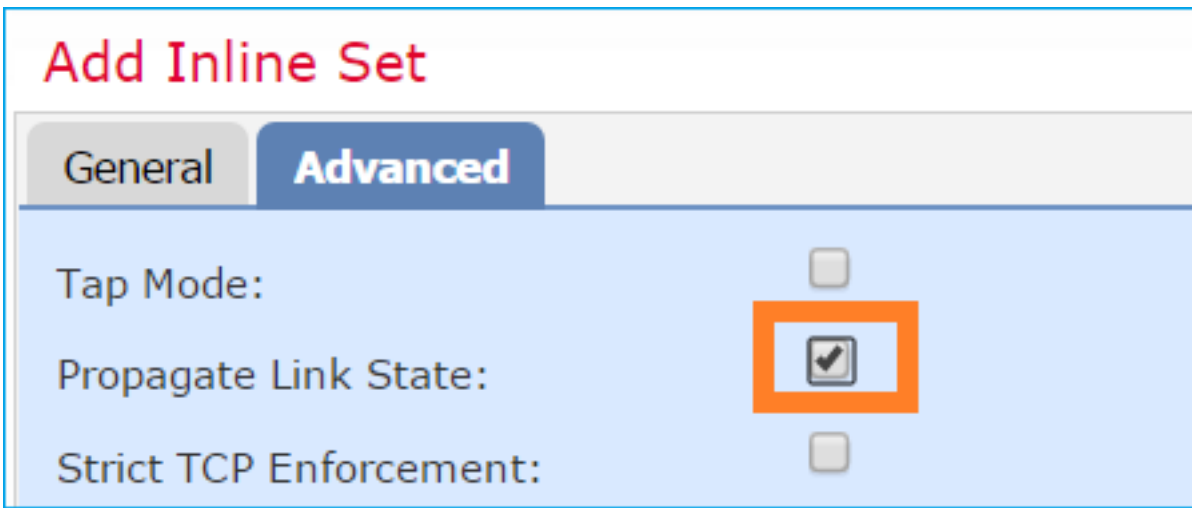 Add Inline Set
General Advanced
Tap Mode:
Propagate Link State:
Strict TCP Enforcement: